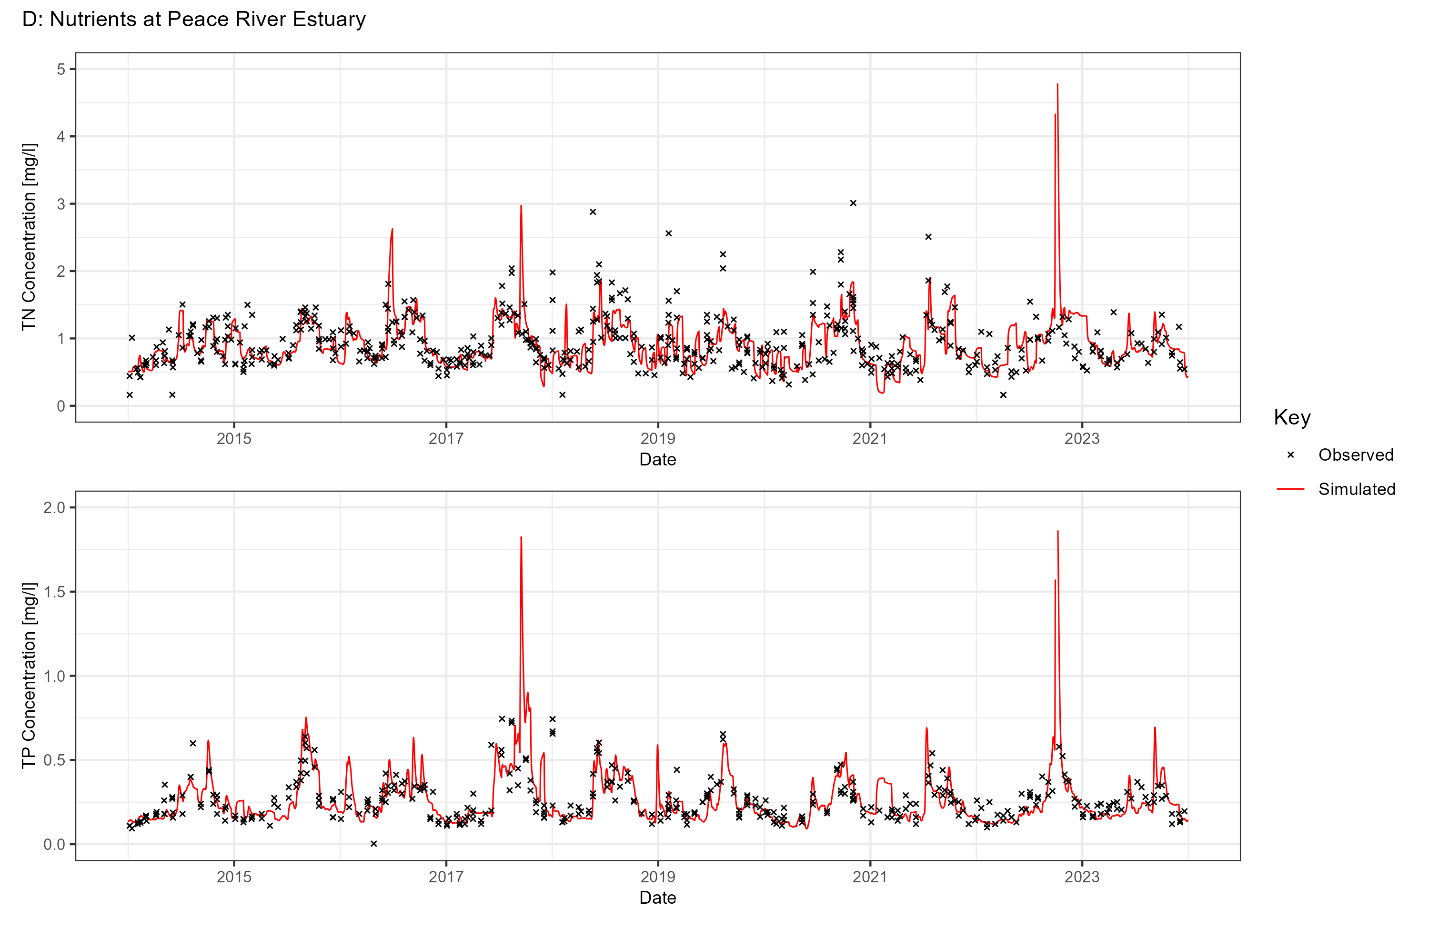 D: Nutrients at Peace River Estuary
TN Concentration [mg/l]
5
4
3
2
1
0
2015 2017 2019 2021 2023
Date
TP Concentration [mg/l]
2.0
1.5
1.0
0.5
0.0
2015 2017 2019 2021 2023
Date
Key
Observed
Simulated